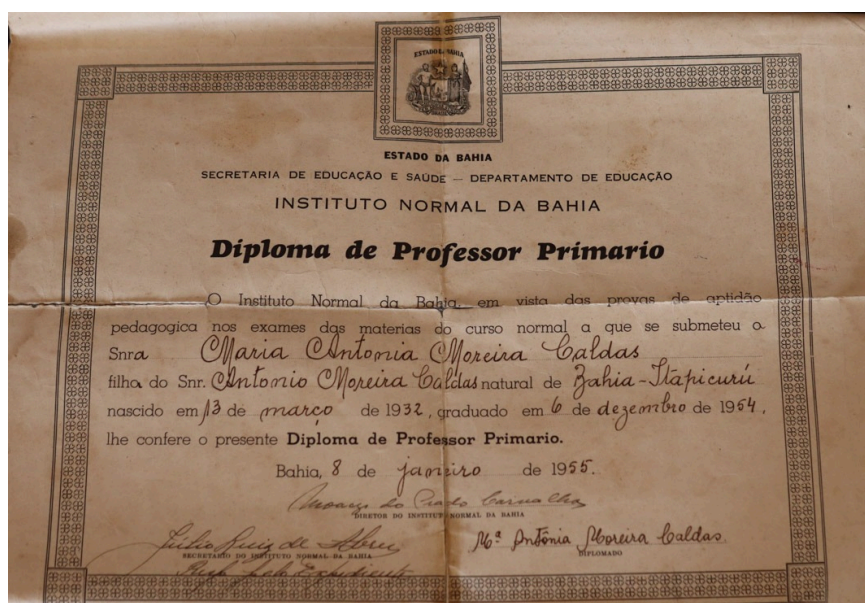 ESTADO DA BAHIA
ESTADO DA BAHIA
SECRETARIA DE EDUCAÇÃO E SAÚDE — DEPARTAMENTO DE EDUCAÇÃO
INSTITUTO NORMAL DA BAHIA
Diploma de Professor Primario
O Instituto Normal da Bahia, em vista das provas de aptidão
pedagogica nos exames das materias do curso normal a que se submeteu a
Snra Maria Antonia Moreira Caldas
filha do Snr. Antonio Moreira Caldas natural de Bahia-Itapicurú
nascido em 13 de março de 1932, graduado em 6 de dezembro de 1954,
lhe confere o presente Diploma de Professor Primario.
Bahia, 8 de janeiro de 1955.
do Prado Carvalho
DIRETOR DO INSTITUTO NORMAL DA BAHIA
de Abreu
Mª Antônia Moreira Caldas
SECRETARIO DO INSTITUTO NORMAL DA BAHIA
DIPLOMADO